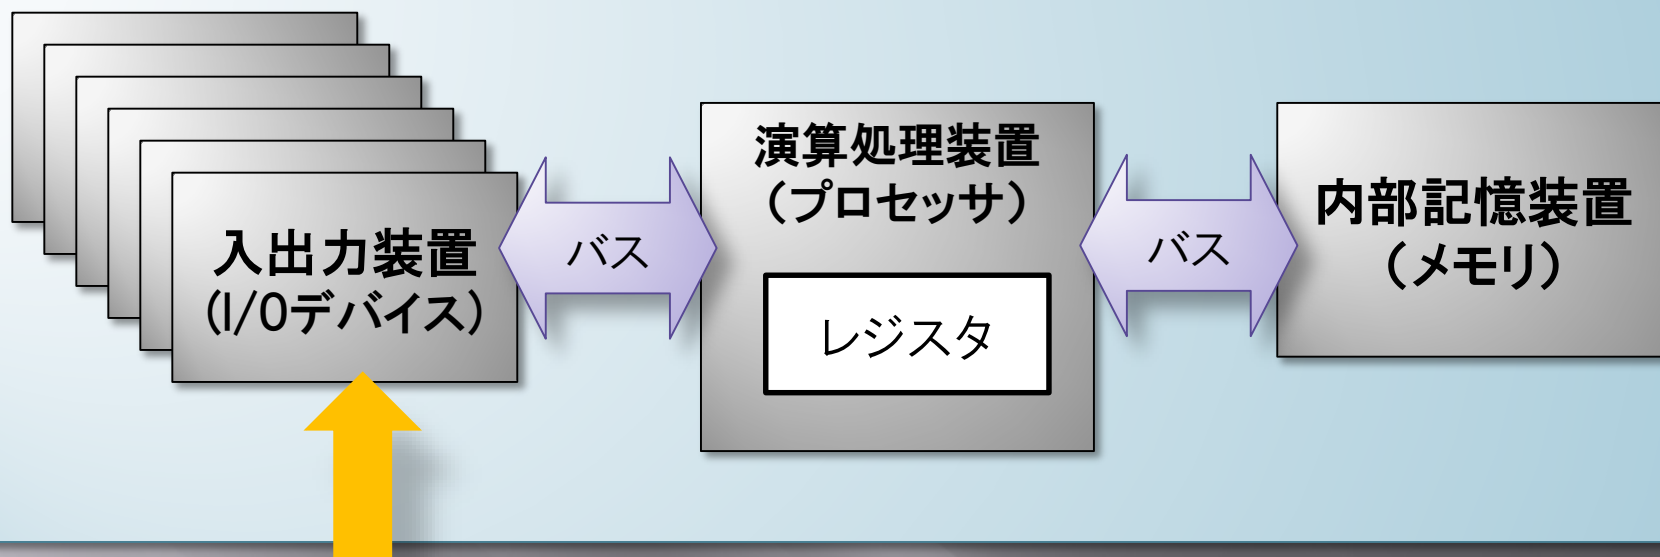 入出力装置
(I/Oデバイス)
バス
演算処理装置
(プロセッサ)
レジスタ
バス
内部記憶装置
(メモリ)